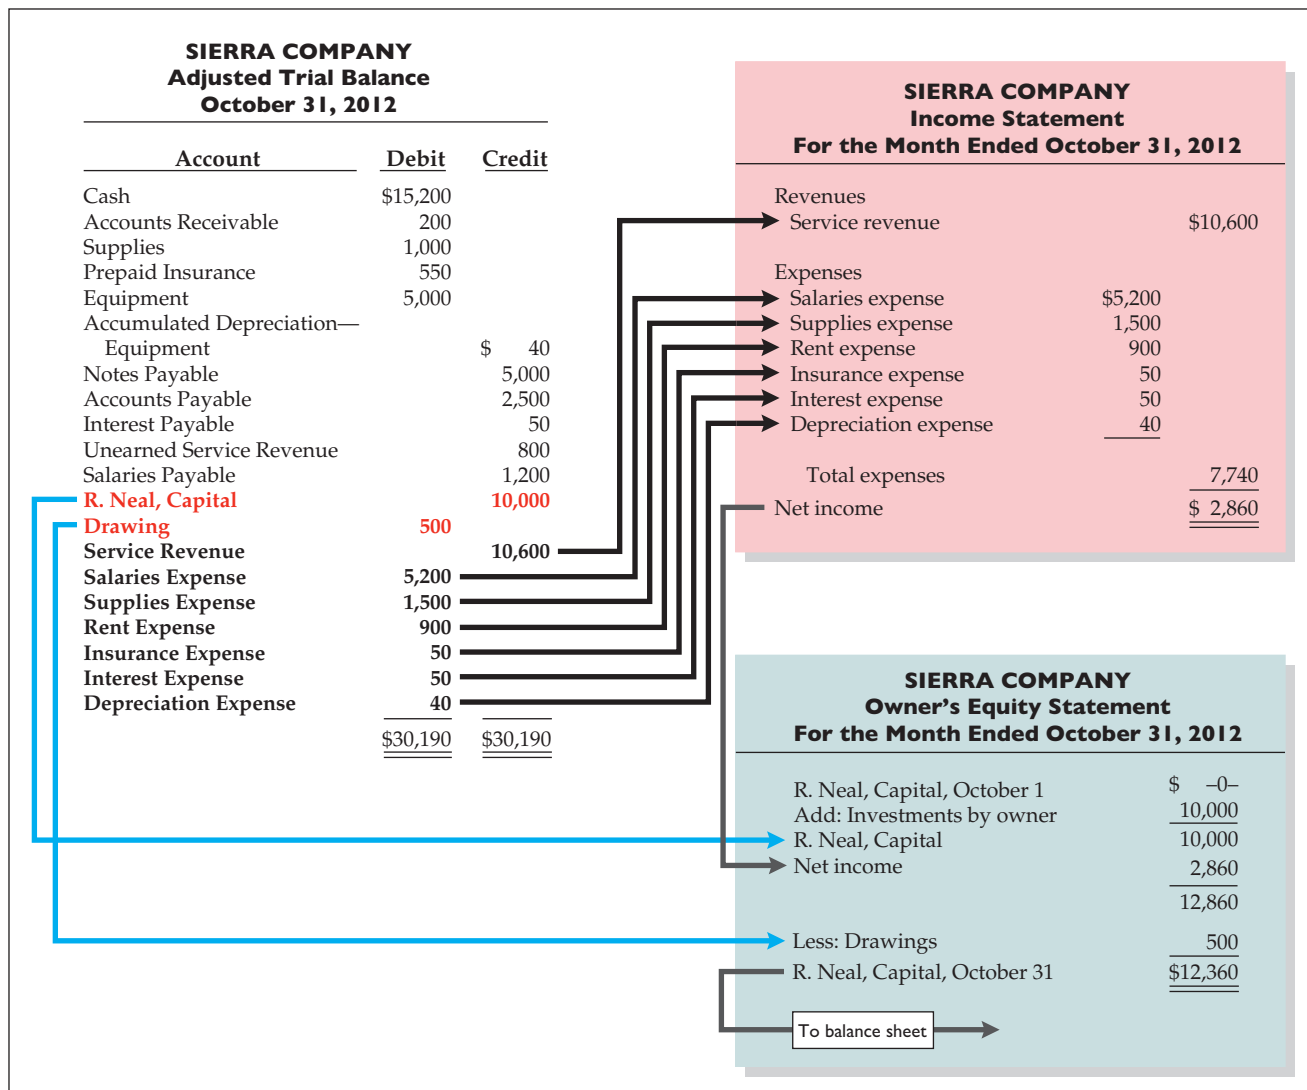 SIERRA COMPANY
Adjusted Trial Balance
October 31, 2012
Account Debit Credit
Cash $15,200
Accounts Receivable 200
Supplies 1,000
Prepaid Insurance 550
Equipment 5,000
Accumulated Depreciation—
Equipment $ 40
Notes Payable 5,000
Accounts Payable 2,500
Interest Payable 50
Unearned Service Revenue 800
Salaries Payable 1,200
R. Neal, Capital 10,000
Drawing 500
Service Revenue 10,600
Salaries Expense 5,200
Supplies Expense 1,500
Rent Expense 900
Insurance Expense 50
Interest Expense 50
Depreciation Expense 40
$30,190 $30,190
SIERRA COMPANY
Income Statement
For the Month Ended October 31, 2012
Revenues
Service revenue $10,600
Expenses
Salaries expense $5,200
Supplies expense 1,500
Rent expense 900
Insurance expense 50
Interest expense 50
Depreciation expense 40
Total expenses 7,740
Net income $ 2,860
SIERRA COMPANY
Owner's Equity Statement
For the Month Ended October 31, 2012
R. Neal, Capital, October 1 $ –0–
Add: Investments by owner 10,000
R. Neal, Capital 10,000
Net income 2,860
12,860
Less: Drawings 500
R. Neal, Capital, October 31 $12,360
To balance sheet